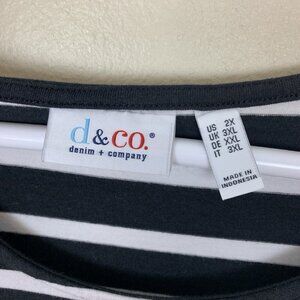 d & co.®
denim + company
US 2X
UK 3XL
DE XXL
IT 3XL
MADE IN
INDONESIA